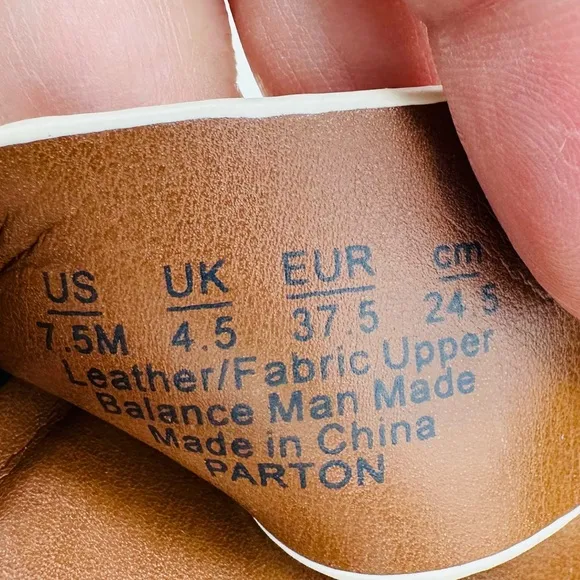 US UK EUR cm
7.5M 4.5 37.5 24.5
Leather/Fabric Upper
Balance Man Made
Made in China
PARTON